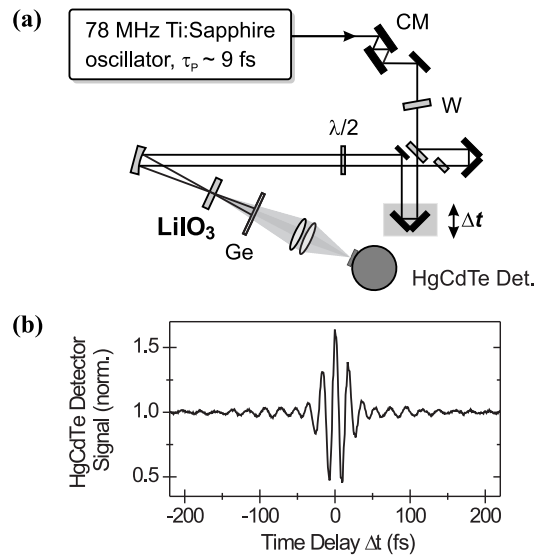 (a)
78 MHz Ti:Sapphire
oscillator, τP ~ 9 fs
CM
W
λ/2
LiIO3
Ge
Δt
HgCdTe Det.
(b)
HgCdTe Detector
Signal (norm.)
1.5
1.0
0.5
-200 -100 0 100 200
Time Delay Δt (fs)